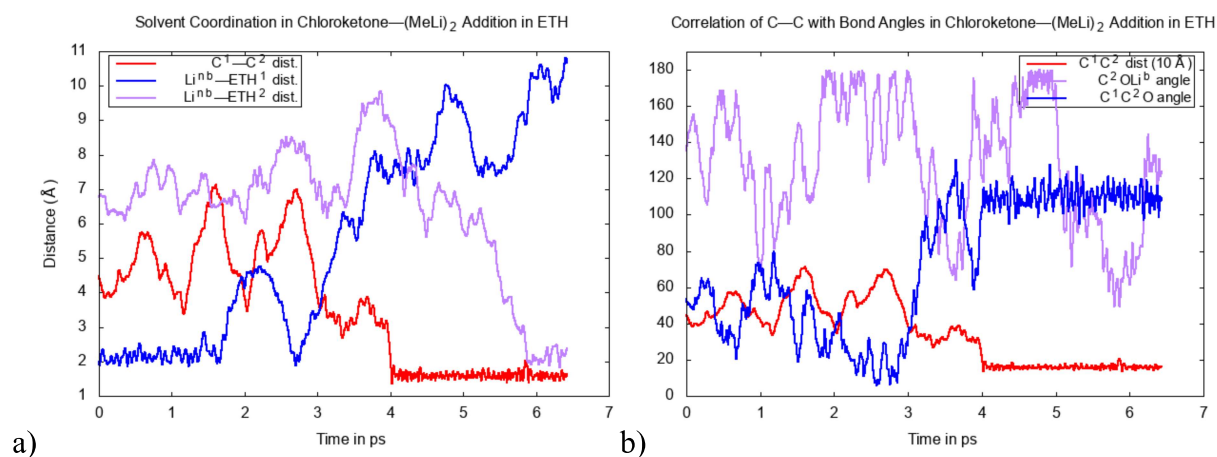 Solvent Coordination in Chloroketone—(MeLi)2 Addition in ETH
C1—C2 dist.
Linb—ETH1 dist.
Linb—ETH2 dist.
11
10
9
8
7
6
5
4
3
2
1
Distance (Å)
0 1 2 3 4 5 6 7
Time in ps
a)
Correlation of C—C with Bond Angles in Chloroketone—(MeLi)2 Addition in ETH
C1C2 dist (10 Å)
C2OLib angle
C1C2O angle
180
160
140
120
100
80
60
40
20
0
0 1 2 3 4 5 6 7
Time in ps
b)